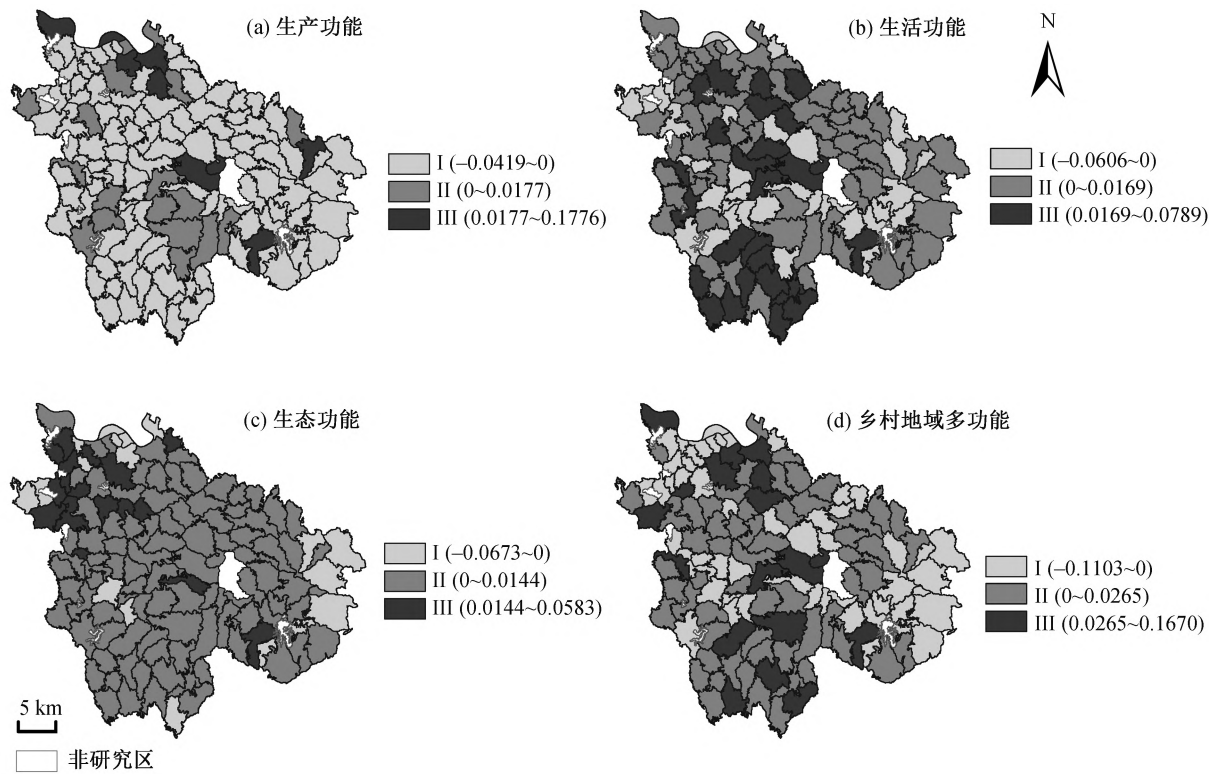 (a) 生产功能
I (–0.0419~0)
II (0~0.0177)
III (0.0177~0.1776)
(b) 生活功能
N
I (–0.0606~0)
II (0~0.0169)
III (0.0169~0.0789)
(c) 生态功能
I (–0.0673~0)
II (0~0.0144)
III (0.0144~0.0583)
(d) 乡村地域多功能
I (–0.1103~0)
II (0~0.0265)
III (0.0265~0.1670)
5 km
非研究区